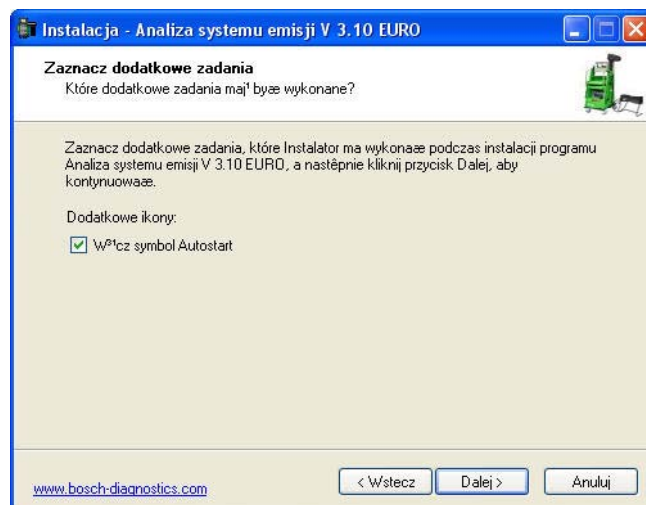 Instalacja - Analiza systemu emisji V 3.10 EURO
Zaznacz dodatkowe zadania
Które dodatkowe zadania maj¹ byæ wykonane?
Zaznacz dodatkowe zadania, które Instalator ma wykonaæ podczas instalacji programu
Analiza systemu emisji V 3.10 EURO, a nastêpnie kliknij przycisk Dalej, aby
kontynuowaæ.
Dodatkowe ikony:
W³¹cz symbol Autostart
www.bosch-diagnostics.com
< Wstecz
Dalej >
Anuluj